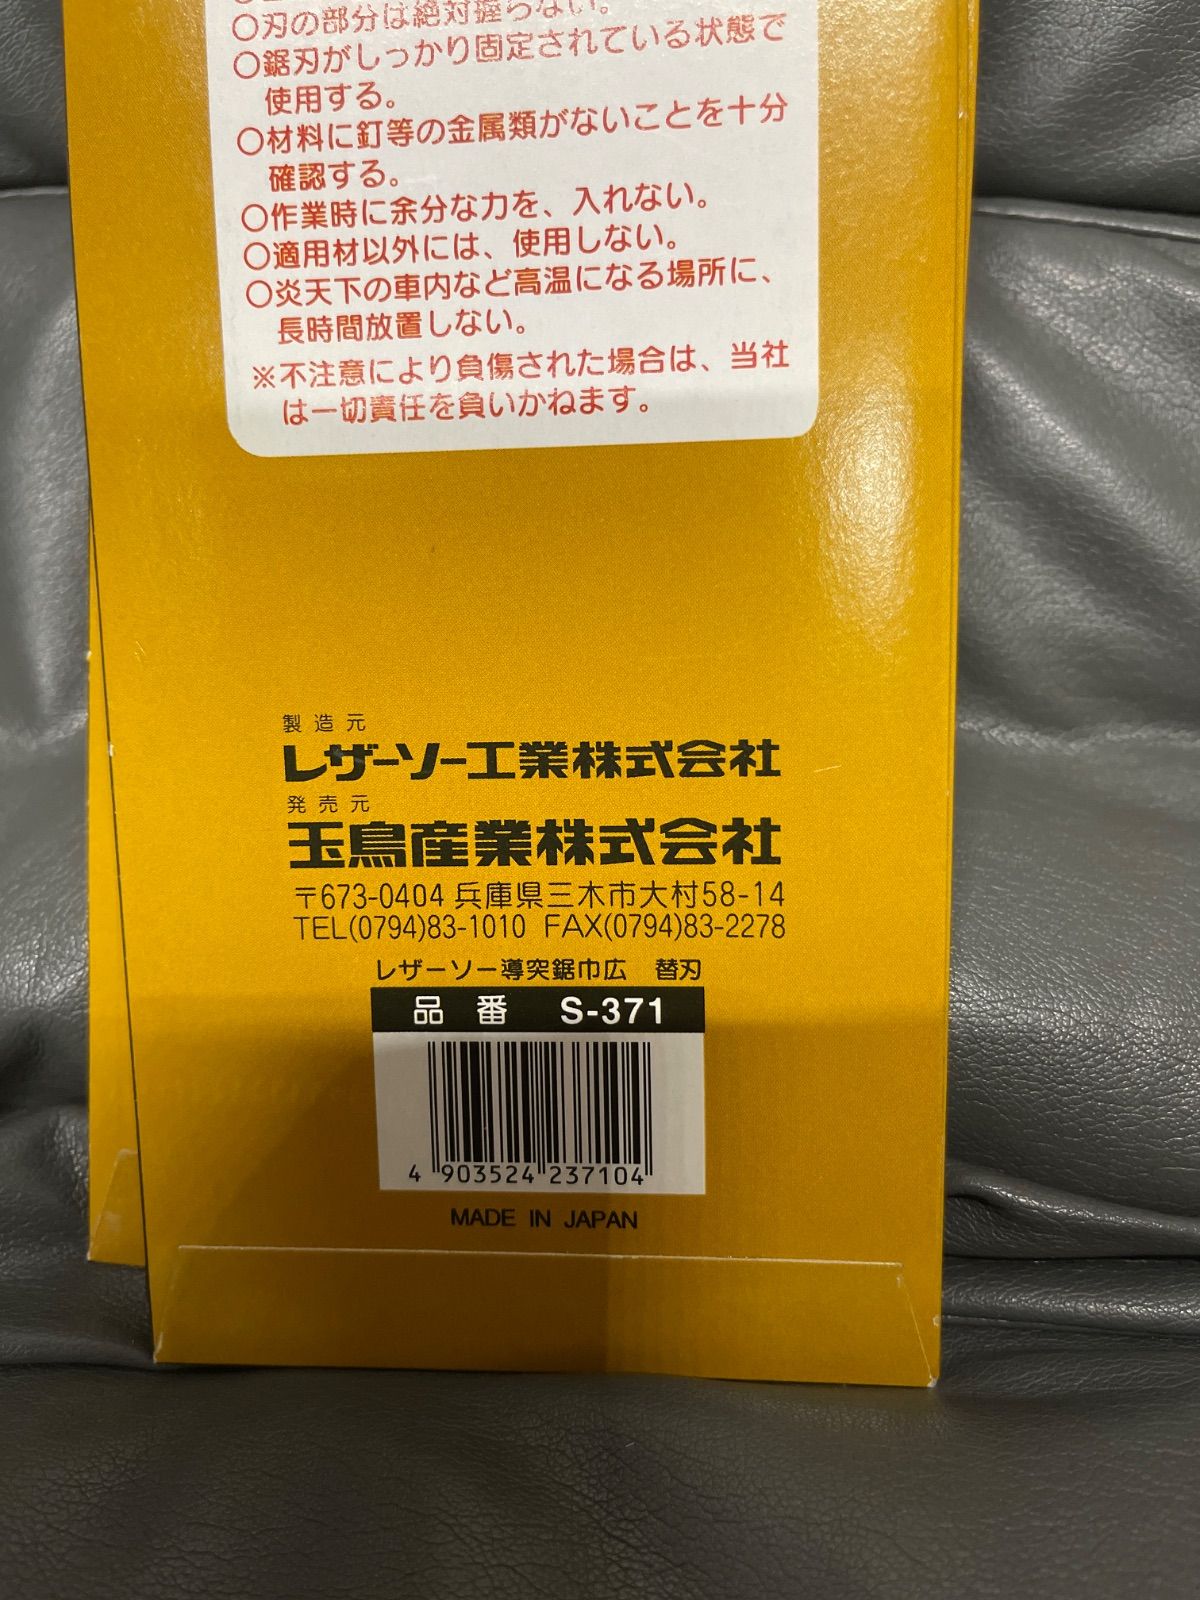 ○刃の部分は絶対握らない。
○鋸刃がしっかり固定されている状態で
使用する。
○材料に釘等の金属類がないことを十分
確認する。
○作業時に余分な力を、入れない。
○適用材以外には、使用しない。
○炎天下の車内など高温になる場所に、
長時間放置しない。
※不注意により負傷された場合は、当社
は一切責任を負いかねます。
製造元
レザーソー工業株式会社
発売元
玉鳥産業株式会社
〒673-0404 兵庫県三木市大村58-14
TEL(0794)83-1010 FAX(0794)83-2278
レザーソー導突鋸巾広 替刃
品番 S-371
4 903524 237104
MADE IN JAPAN